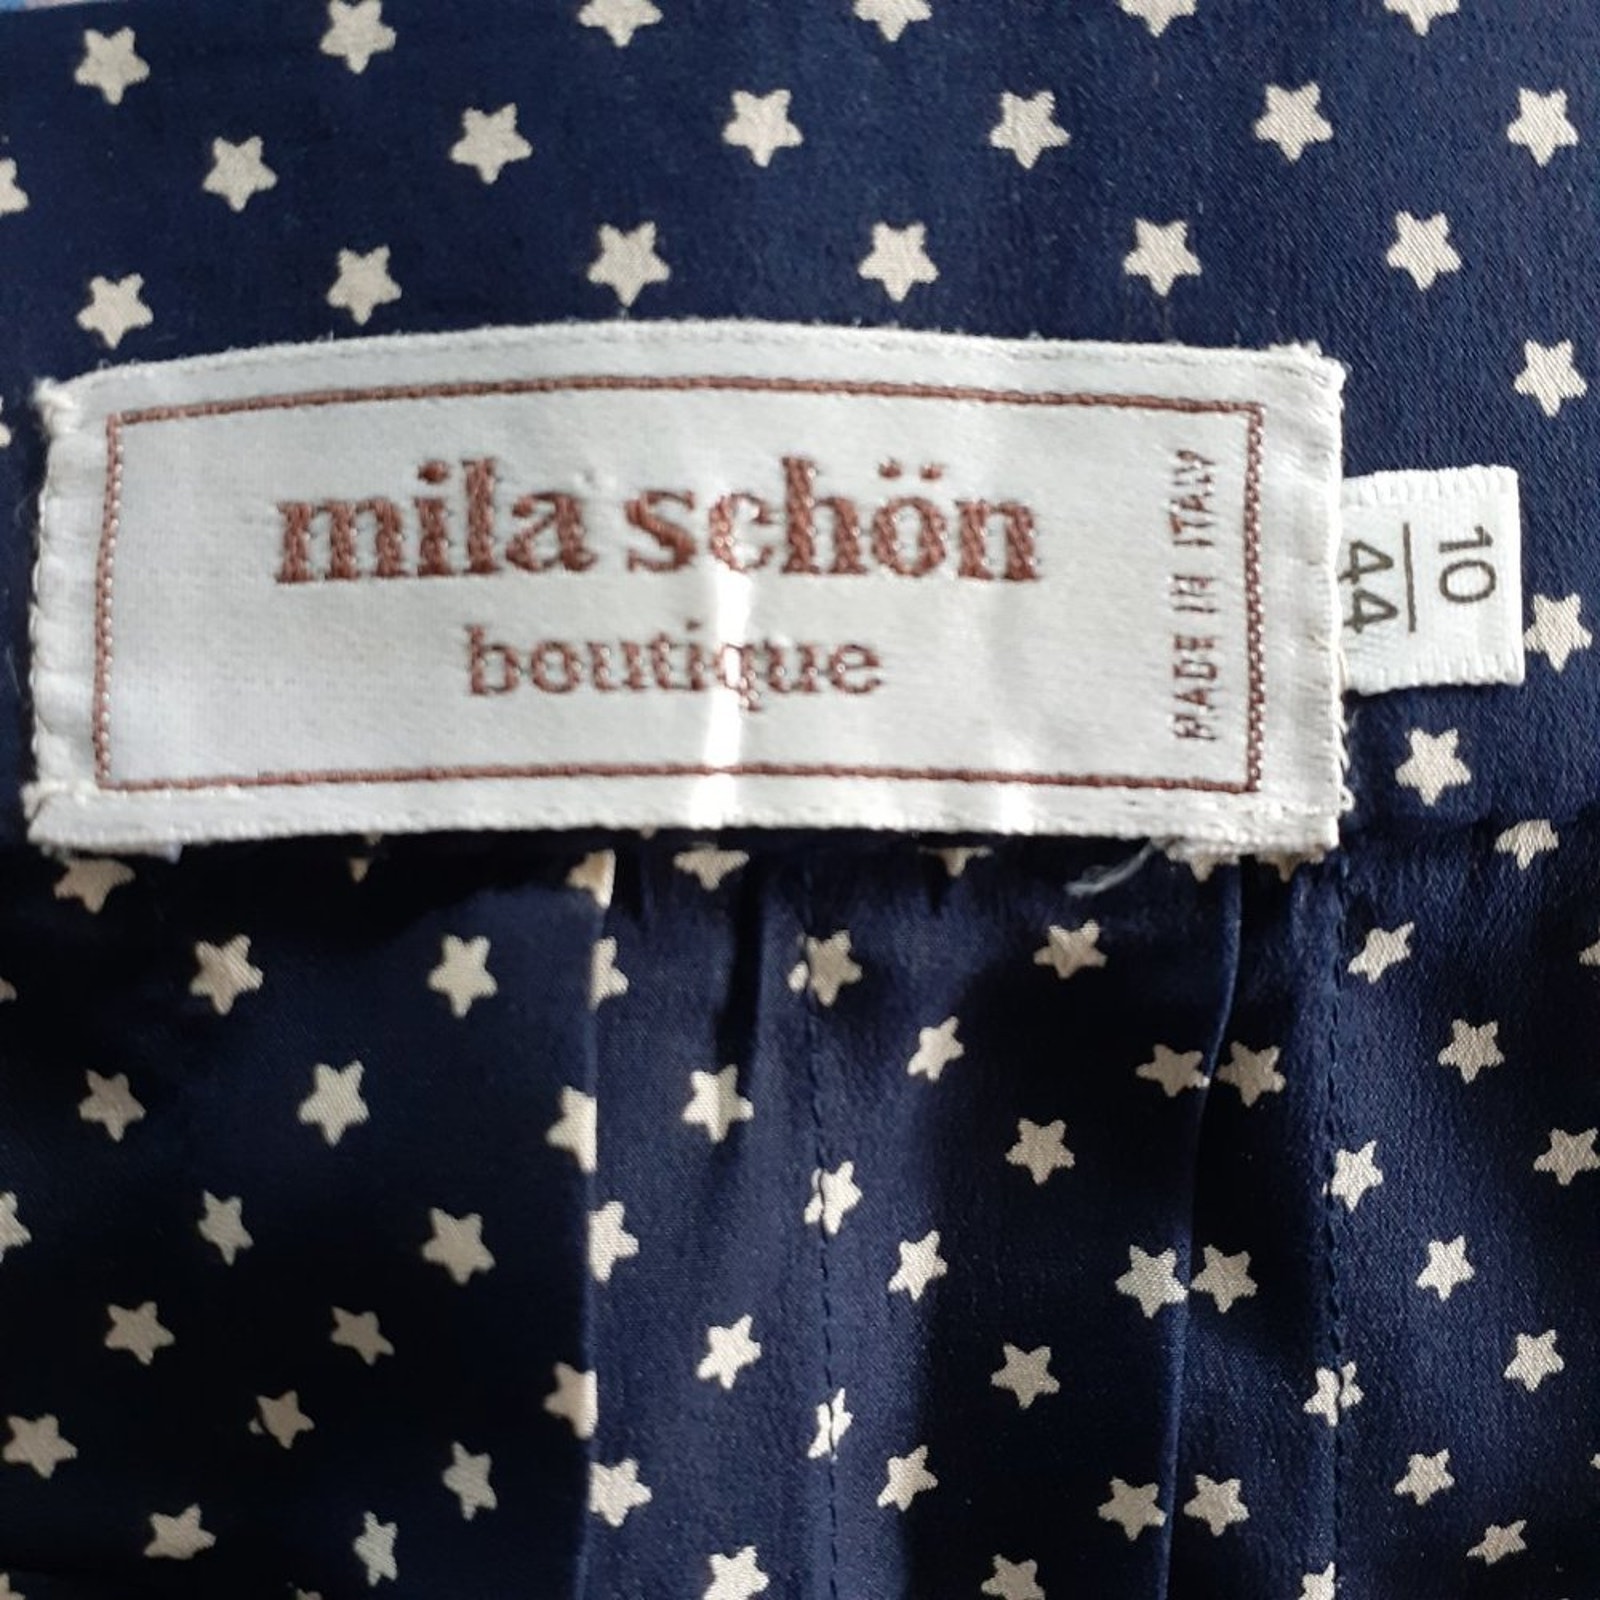 mila schön
boutique
MADE IN ITALY
10
44